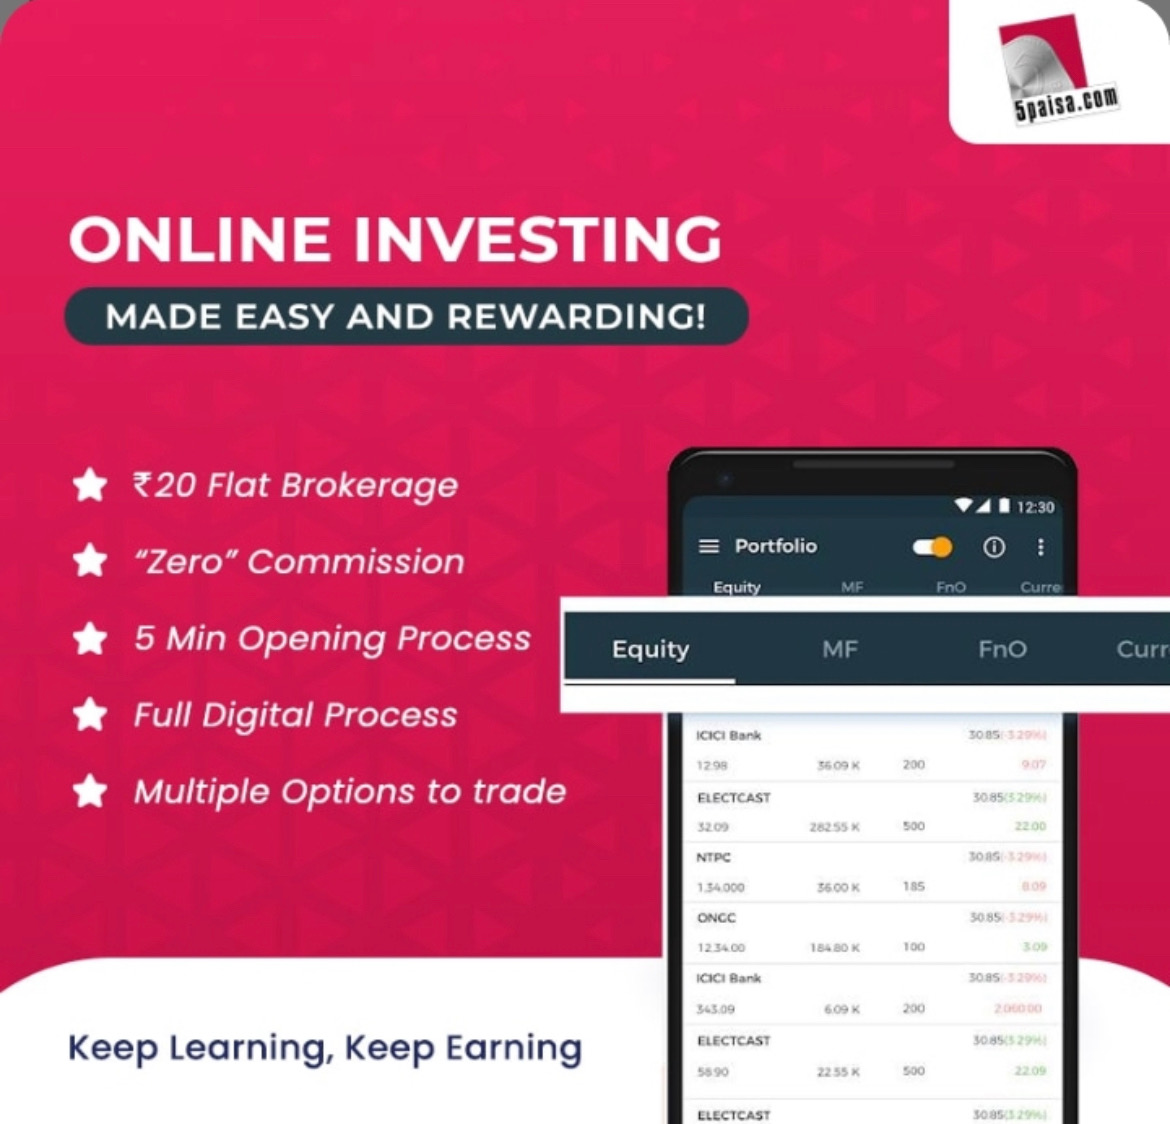 5paisa.com
ONLINE INVESTING
MADE EASY AND REWARDING!
₹20 Flat Brokerage
“Zero” Commission
5 Min Opening Process
Full Digital Process
Multiple Options to trade
12:30
Portfolio
Equity MF FnO Curre
Equity MF FnO Curr
ICICI Bank 30.85(-3.29%)
12.98 36.09 K 200 9.07
ELECTCAST 30.85(3.29%)
32.09 282.55 K 500 22.00
NTPC 30.85(-3.29%)
1.34.000 36.00 K 185 8.09
ONGC 30.85(-3.29%)
12.34.00 184.80 K 100 3.09
ICICI Bank 30.85(-3.29%)
343.09 6.09 K 200 2.060.00
ELECTCAST 30.85(3.29%)
58.90 22.55 K 500 22.09
ELECTCAST 30.85(3.29%)
Keep Learning, Keep Earning